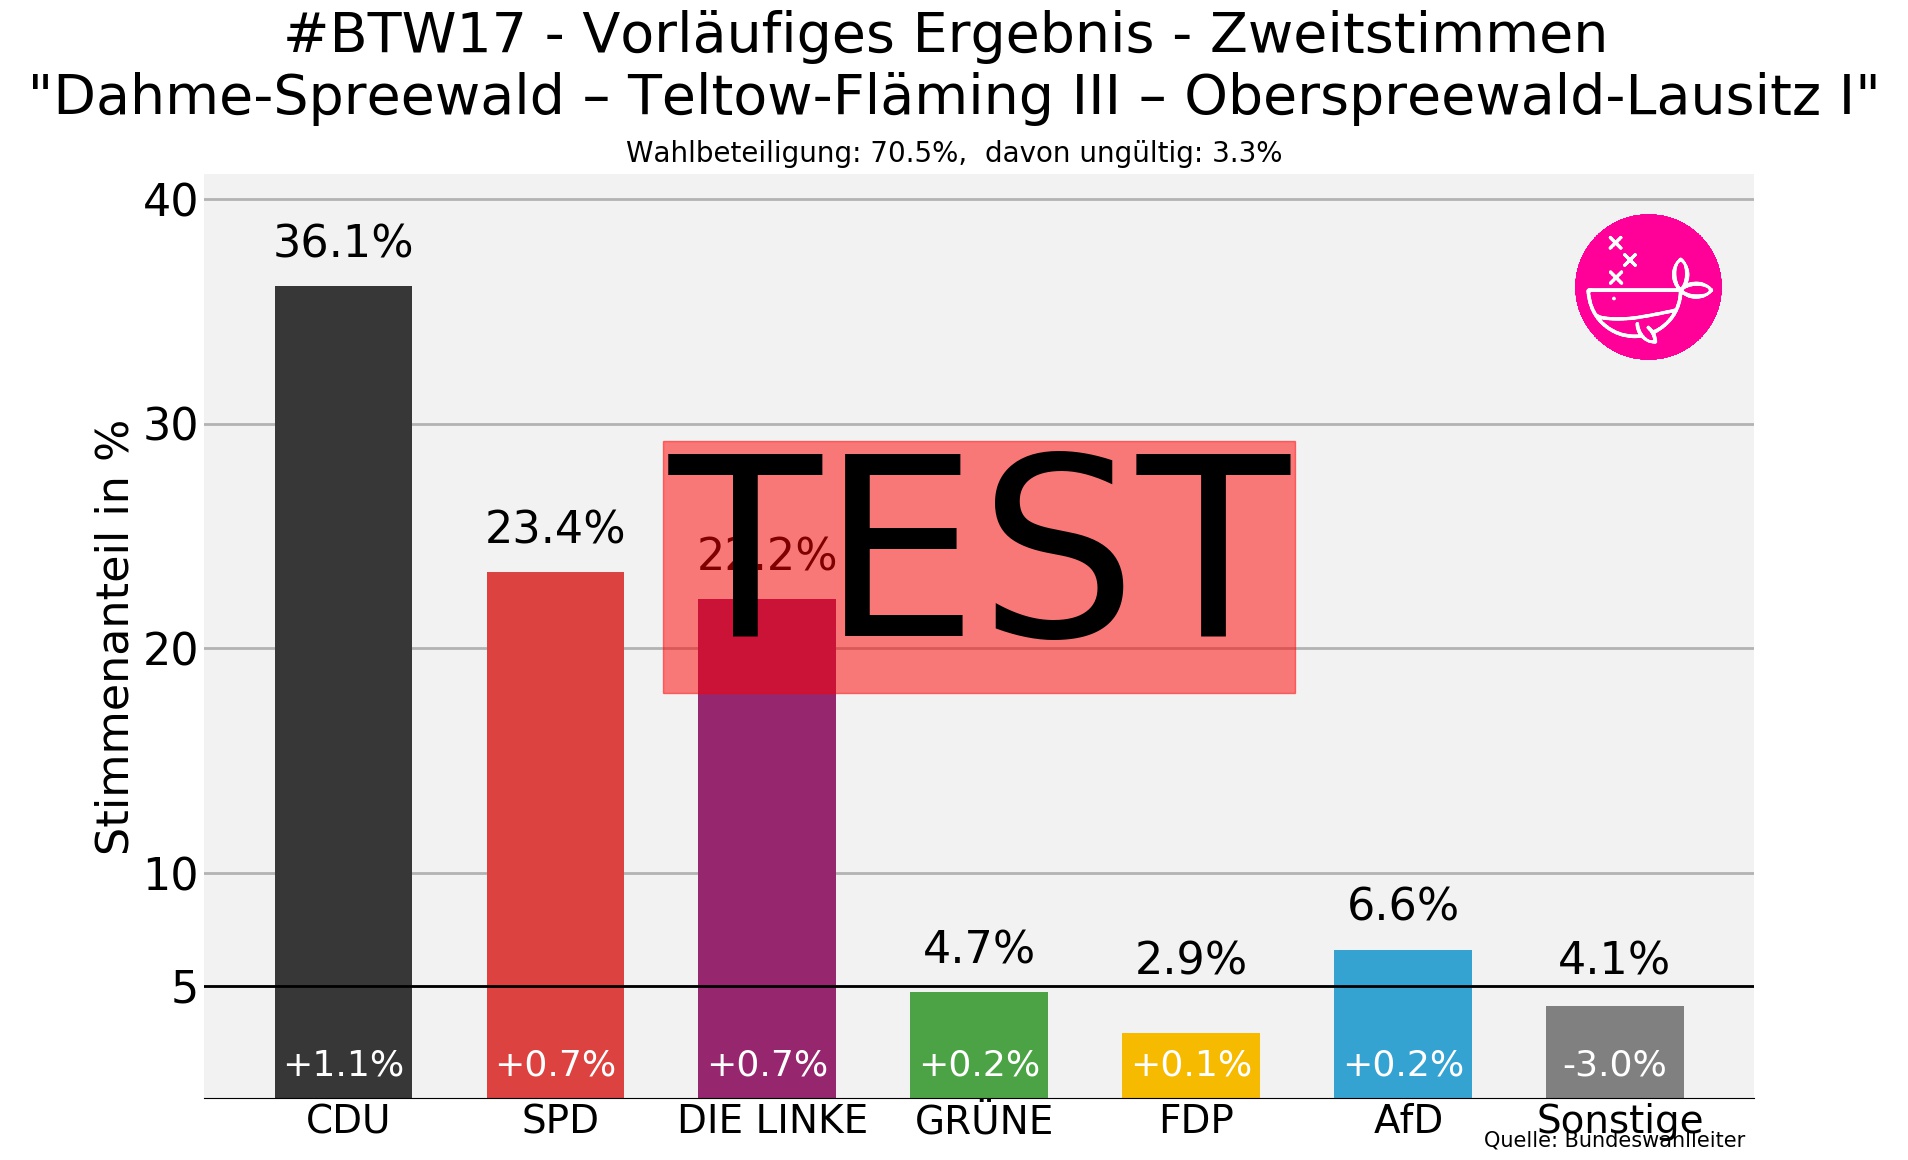 #BTW17 - Vorläufiges Ergebnis - Zweitstimmen
"Dahme-Spreewald – Teltow-Fläming III – Oberspreewald-Lausitz I"
Wahlbeteiligung: 70.5%,  davon ungültig: 3.3%
Stimmenanteil in %
40
30
20
10
5
36.1%
23.4%
22.2%
4.7%
2.9%
6.6%
4.1%
TEST
+1.1%
+0.7%
+0.7%
+0.2%
+0.1%
+0.2%
-3.0%
CDU
SPD
DIE LINKE
GRÜNE
FDP
AfD
Sonstige
Quelle: Bundeswahlleiter